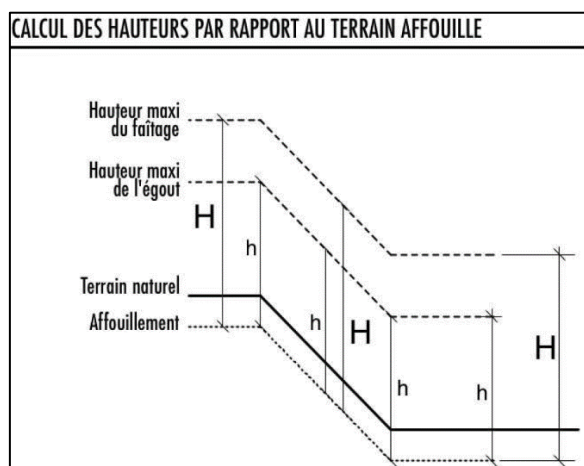 CALCUL DES HAUTEURS PAR RAPPORT AU TERRAIN AFFOUILLE
Hauteur maxi
du faîtage
Hauteur maxi
de l'égout
H
h
Terrain naturel
Affouillement
h
H
h
h
H